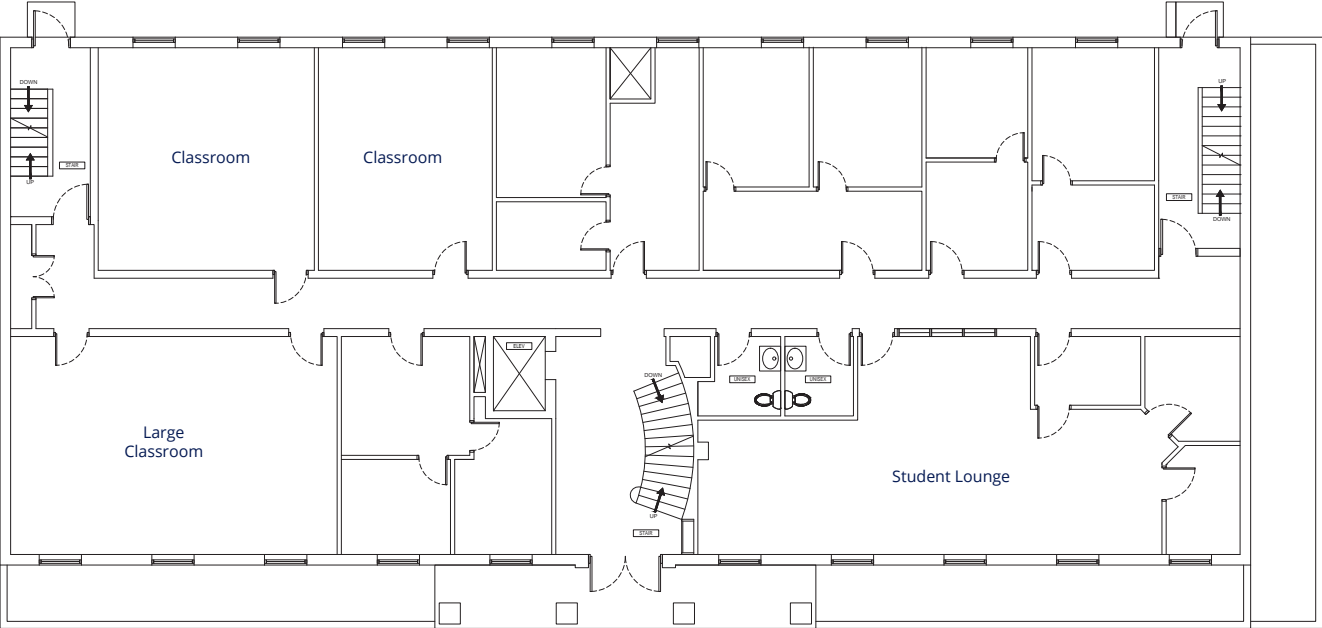 DOWN
UP
STAIR
Classroom
Classroom
UP
STAIR
DOWN
ELEV
DOWN
UNISEX
UNISEX
Large
Classroom
Student Lounge
UP
STAIR